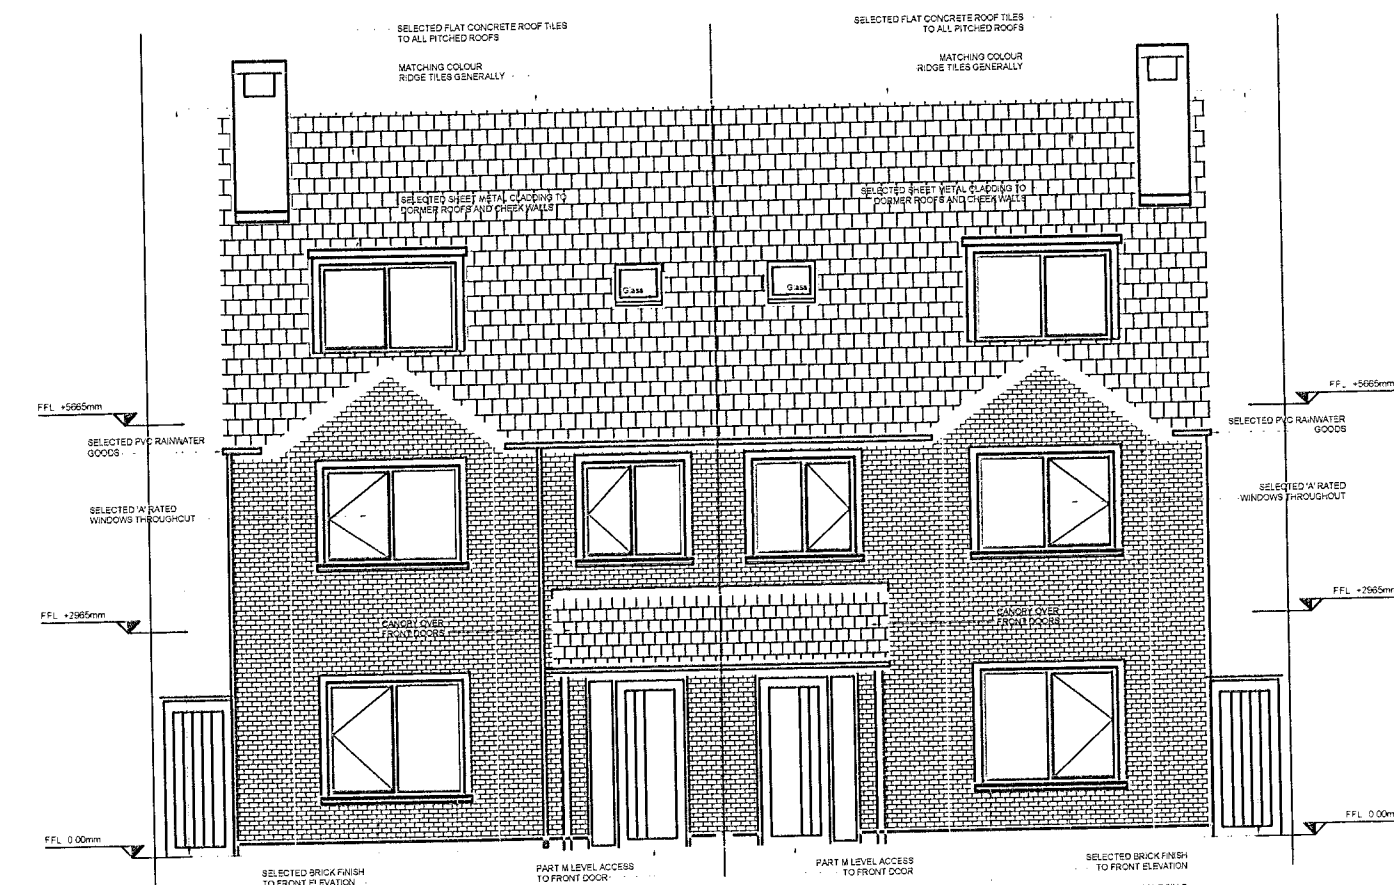 SELECTED FLAT CONCRETE ROOF TILES
TO ALL PITCHED ROOFS
SELECTED FLAT CONCRETE ROOF TILES
TO ALL PITCHED ROOFS
MATCHING COLOUR
RIDGE TILES GENERALLY
MATCHING COLOUR
RIDGE TILES GENERALLY
SELECTED SHEET METAL CLADDING TO
DORMER ROOFS AND CHEEK WALLS
SELECTED SHEET METAL CLADDING TO
DORMER ROOFS AND CHEEK WALLS
Glass
Glass
FFL +5665mm
FFL +5665mm
SELECTED PVC RAINWATER
GOODS
SELECTED PVC RAINWATER
GOODS
SELECTED 'A' RATED
WINDOWS THROUGHOUT
SELECTED 'A' RATED
WINDOWS THROUGHOUT
FFL +2965mm
FFL +2965mm
CANOPY OVER
FRONT DOORS
CANOPY OVER
FRONT DOORS
FFL 0.00mm
FFL 0.00m
SELECTED BRICK FINISH
TO FRONT ELEVATION
PART M LEVEL ACCESS
TO FRONT DOOR
PART M LEVEL ACCESS
TO FRONT DOOR
SELECTED BRICK FINISH
TO FRONT ELEVATION